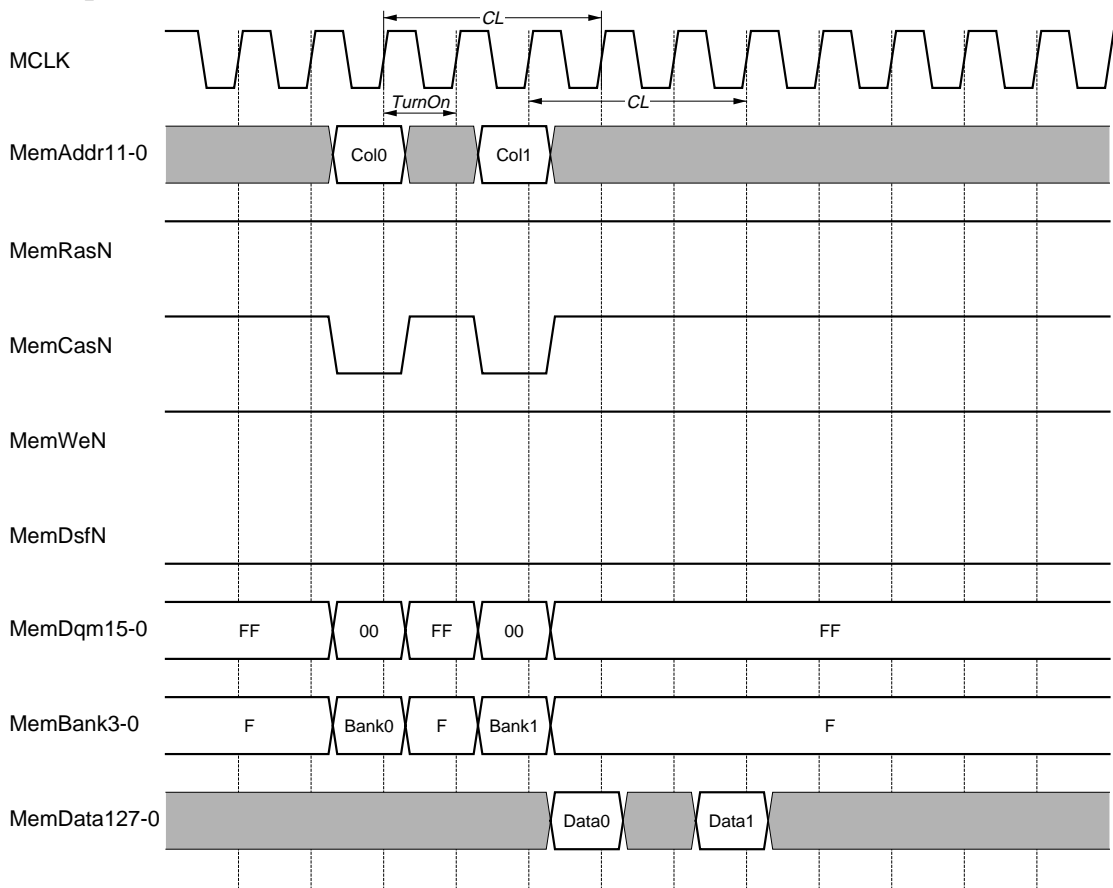 CL
MCLK
TurnOn
CL
MemAddr11-0
Col0
Col1
MemRasN
MemCasN
MemWeN
MemDsfN
MemDqm15-0
FF
00
FF
00
FF
MemBank3-0
F
Bank0
F
Bank1
F
MemData127-0
Data0
Data1